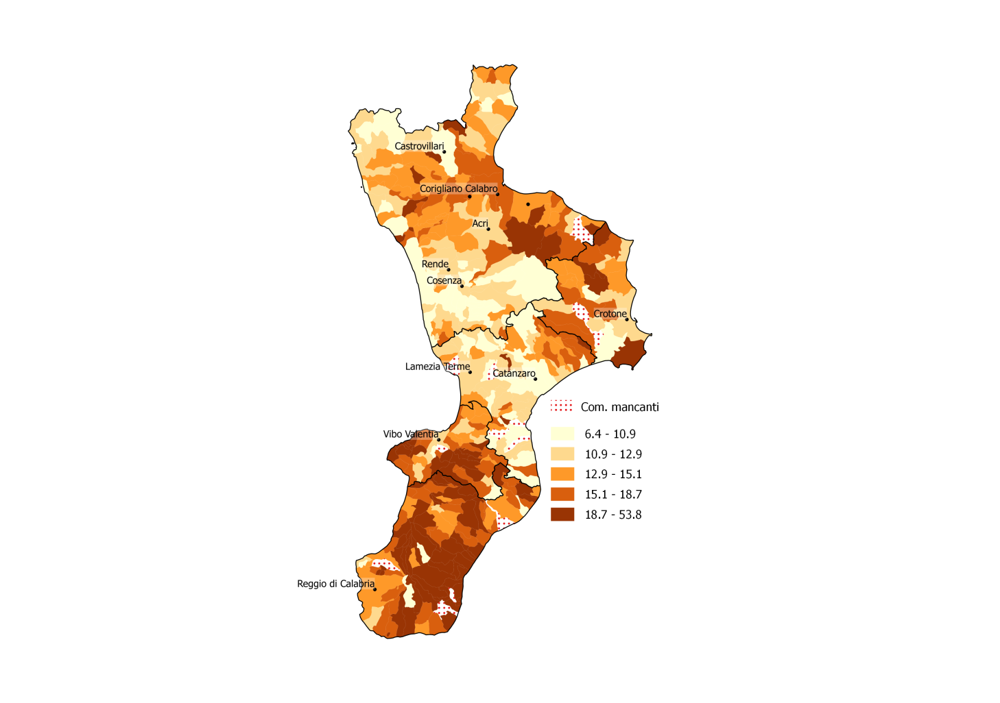 Castrovillari
Corigliano Calabro
Acri
Rende
Cosenza
Crotone
Lamezia Terme
Catanzaro
Com. mancanti
6.4 - 10.9
Vibo Valentia
10.9 - 12.9
12.9 - 15.1
15.1 - 18.7
18.7 - 53.8
Reggio di Calabria